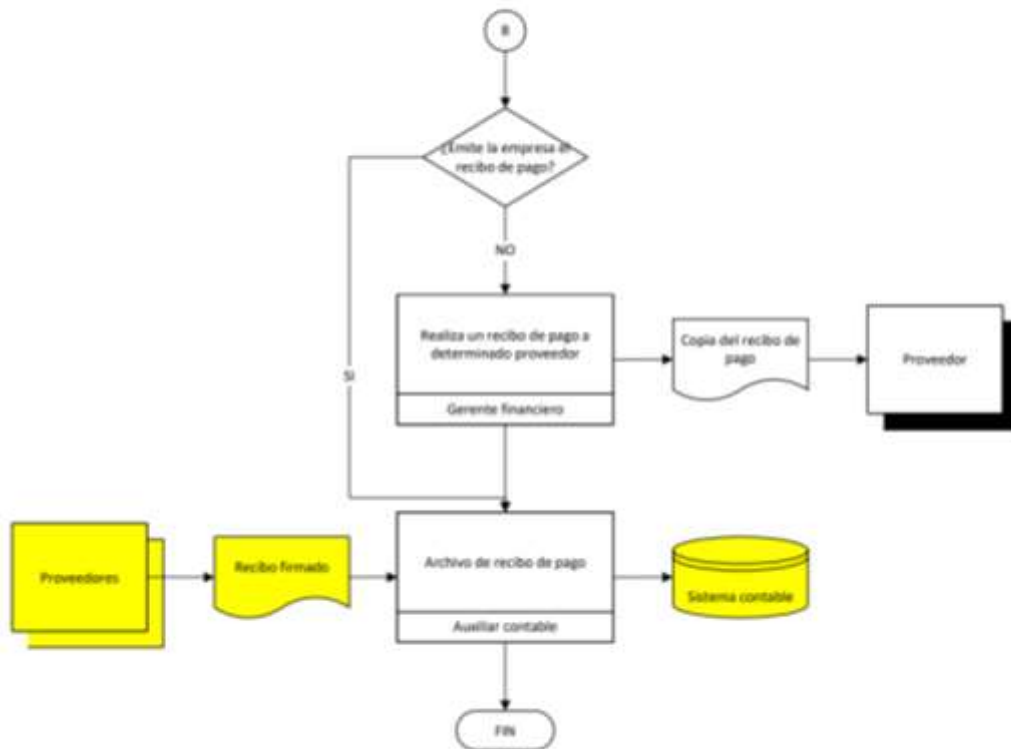 B
¿Emite la empresa el
recibo de pago?
NO
Realiza un recibo de pago a
determinado proveedor
Gerente financiero
Copia del recibo de
pago
Proveedor
SI
Proveedores
Recibo firmado
Archivo de recibo de pago
Auxiliar contable
Sistema contable
FIN